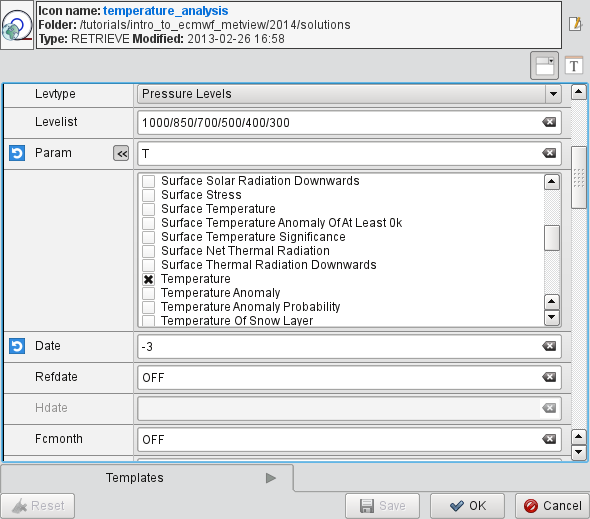 Icon name: temperature_analysis
Folder: /tutorials/intro_to_ecmwf_metview/2014/solutions
Type: RETRIEVE Modified: 2013-02-26 16:58
T
Levtype Pressure Levels
Levelist 1000/850/700/500/400/300
Param << T
Surface Solar Radiation Downwards
Surface Stress
Surface Temperature
Surface Temperature Anomaly Of At Least 0k
Surface Temperature Significance
Surface Net Thermal Radiation
Surface Thermal Radiation Downwards
Temperature
Temperature Anomaly
Temperature Anomaly Probability
Temperature Of Snow Layer
Date -3
Refdate OFF
Hdate
Fcmonth OFF
Templates
Reset Save OK Cancel